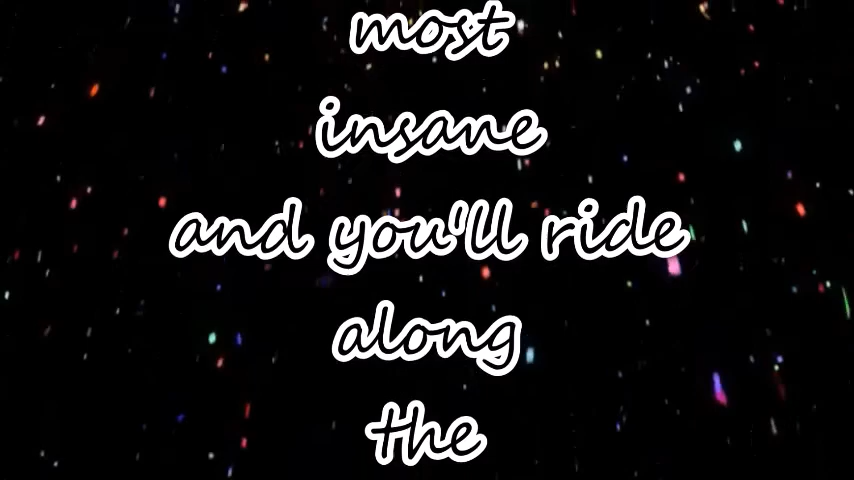 most
insane
and you'll ride
along
the